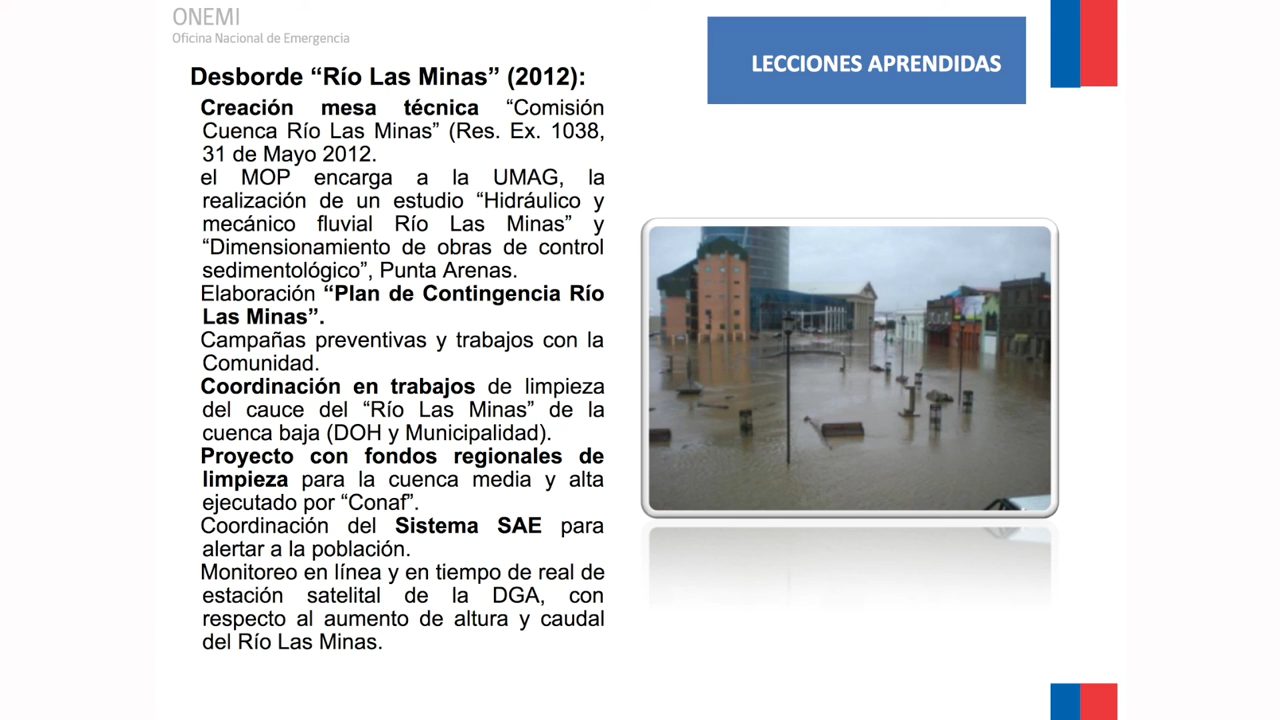 ONEMI
Oficina Nacional de Emergencia
LECCIONES APRENDIDAS
Desborde “Río Las Minas” (2012):
Creación mesa técnica “Comisión
Cuenca Río Las Minas” (Res. Ex. 1038,
31 de Mayo 2012.
el MOP encarga a la UMAG, la
realización de un estudio “Hidráulico y
mecánico fluvial Río Las Minas” y
“Dimensionamiento de obras de control
sedimentológico”, Punta Arenas.
Elaboración “Plan de Contingencia Río
Las Minas”.
Campañas preventivas y trabajos con la
Comunidad.
Coordinación en trabajos de limpieza
del cauce del “Río Las Minas” de la
cuenca baja (DOH y Municipalidad).
Proyecto con fondos regionales de
limpieza para la cuenca media y alta
ejecutado por “Conaf”.
Coordinación del Sistema SAE para
alertar a la población.
Monitoreo en línea y en tiempo de real de
estación satelital de la DGA, con
respecto al aumento de altura y caudal
del Río Las Minas.